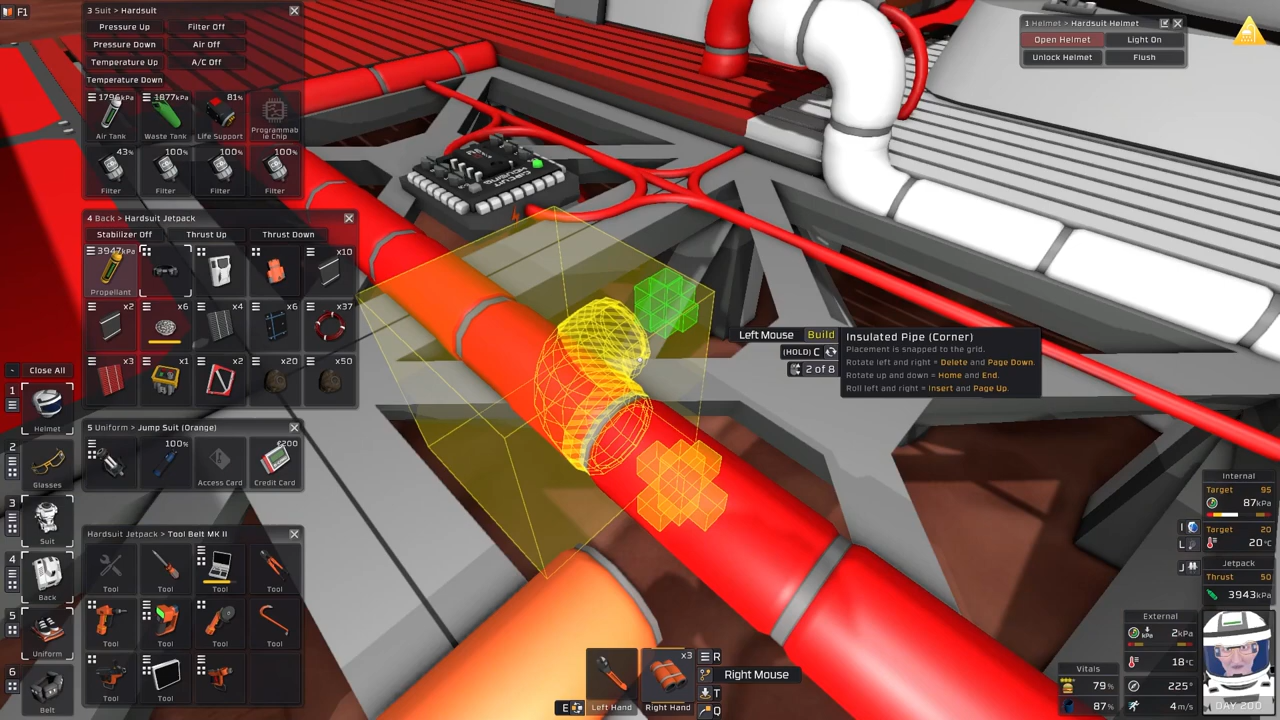 F1
3 Suit > Hardsuit
Pressure Up
Filter Off
Pressure Down
Air Off
Temperature Up
A/C Off
Temperature Down
1796kPa
1877kPa
81%
Air Tank
Waste Tank
Life Support
Programmab
le Chip
43%
100%
100%
100%
Filter
Filter
Filter
Filter
4 Back > Hardsuit Jetpack
Stabilizer Off
Thrust Up
Thrust Down
3947kPa
x10
Propellant
x2
x6
x4
x6
x37
x3
x1
x2
x20
x50
- Close All
1
Helmet
2
Glasses
3
Suit
4
Back
5
Uniform
6
Belt
5 Uniform > Jump Suit (Orange)
100%
€200
Access Card
Credit Card
Hardsuit Jetpack > Tool Belt MK II
Tool
Tool
Tool
Tool
Tool
Tool
Tool
Tool
Tool
Tool
Tool
1 Helmet > Hardsuit Helmet
Open Helmet
Light On
Unlock Helmet
Flush
CIRCUIT
HOUSING
Left Mouse
Build
(HOLD) C
2 of 8
Insulated Pipe (Corner)
Placement is snapped to the grid.
Rotate left and right = Delete and Page Down.
Rotate up and down = Home and End.
Roll left and right = Insert and Page Up.
x3
R
Right Mouse
T
Q
E
Left Hand
Right Hand
Internal
Target 95
87kPa
Target 20
20°C
I
L
J
Jetpack
Thrust 50
3943kPa
External
kPa
2kPa
18°C
225°
4m/s
Vitals
79%
87%
DAY 200